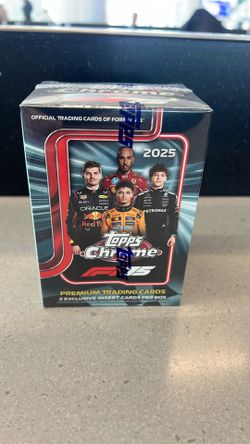 OFFICIAL TRADING CARDS OF FORMULA 1
2025
ORACLE
Red Bull
PETRONAS
Topps
Chrome
F1 75
PREMIUM TRADING CARDS
2 EXCLUSIVE INSERT CARDS PER BOX